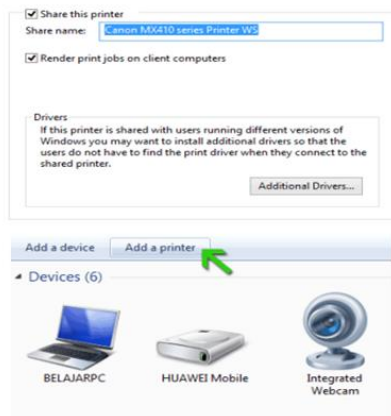 Share this printer
Share name: Canon MX410 series Printer WS
Render print jobs on client computers
Drivers
If this printer is shared with users running different versions of
Windows you may want to install additional drivers so that the
users do not have to find the print driver when they connect to the
shared printer.
Additional Drivers...
Add a device Add a printer
Devices (6)
BELAJARPC HUAWEI Mobile Integrated
Webcam